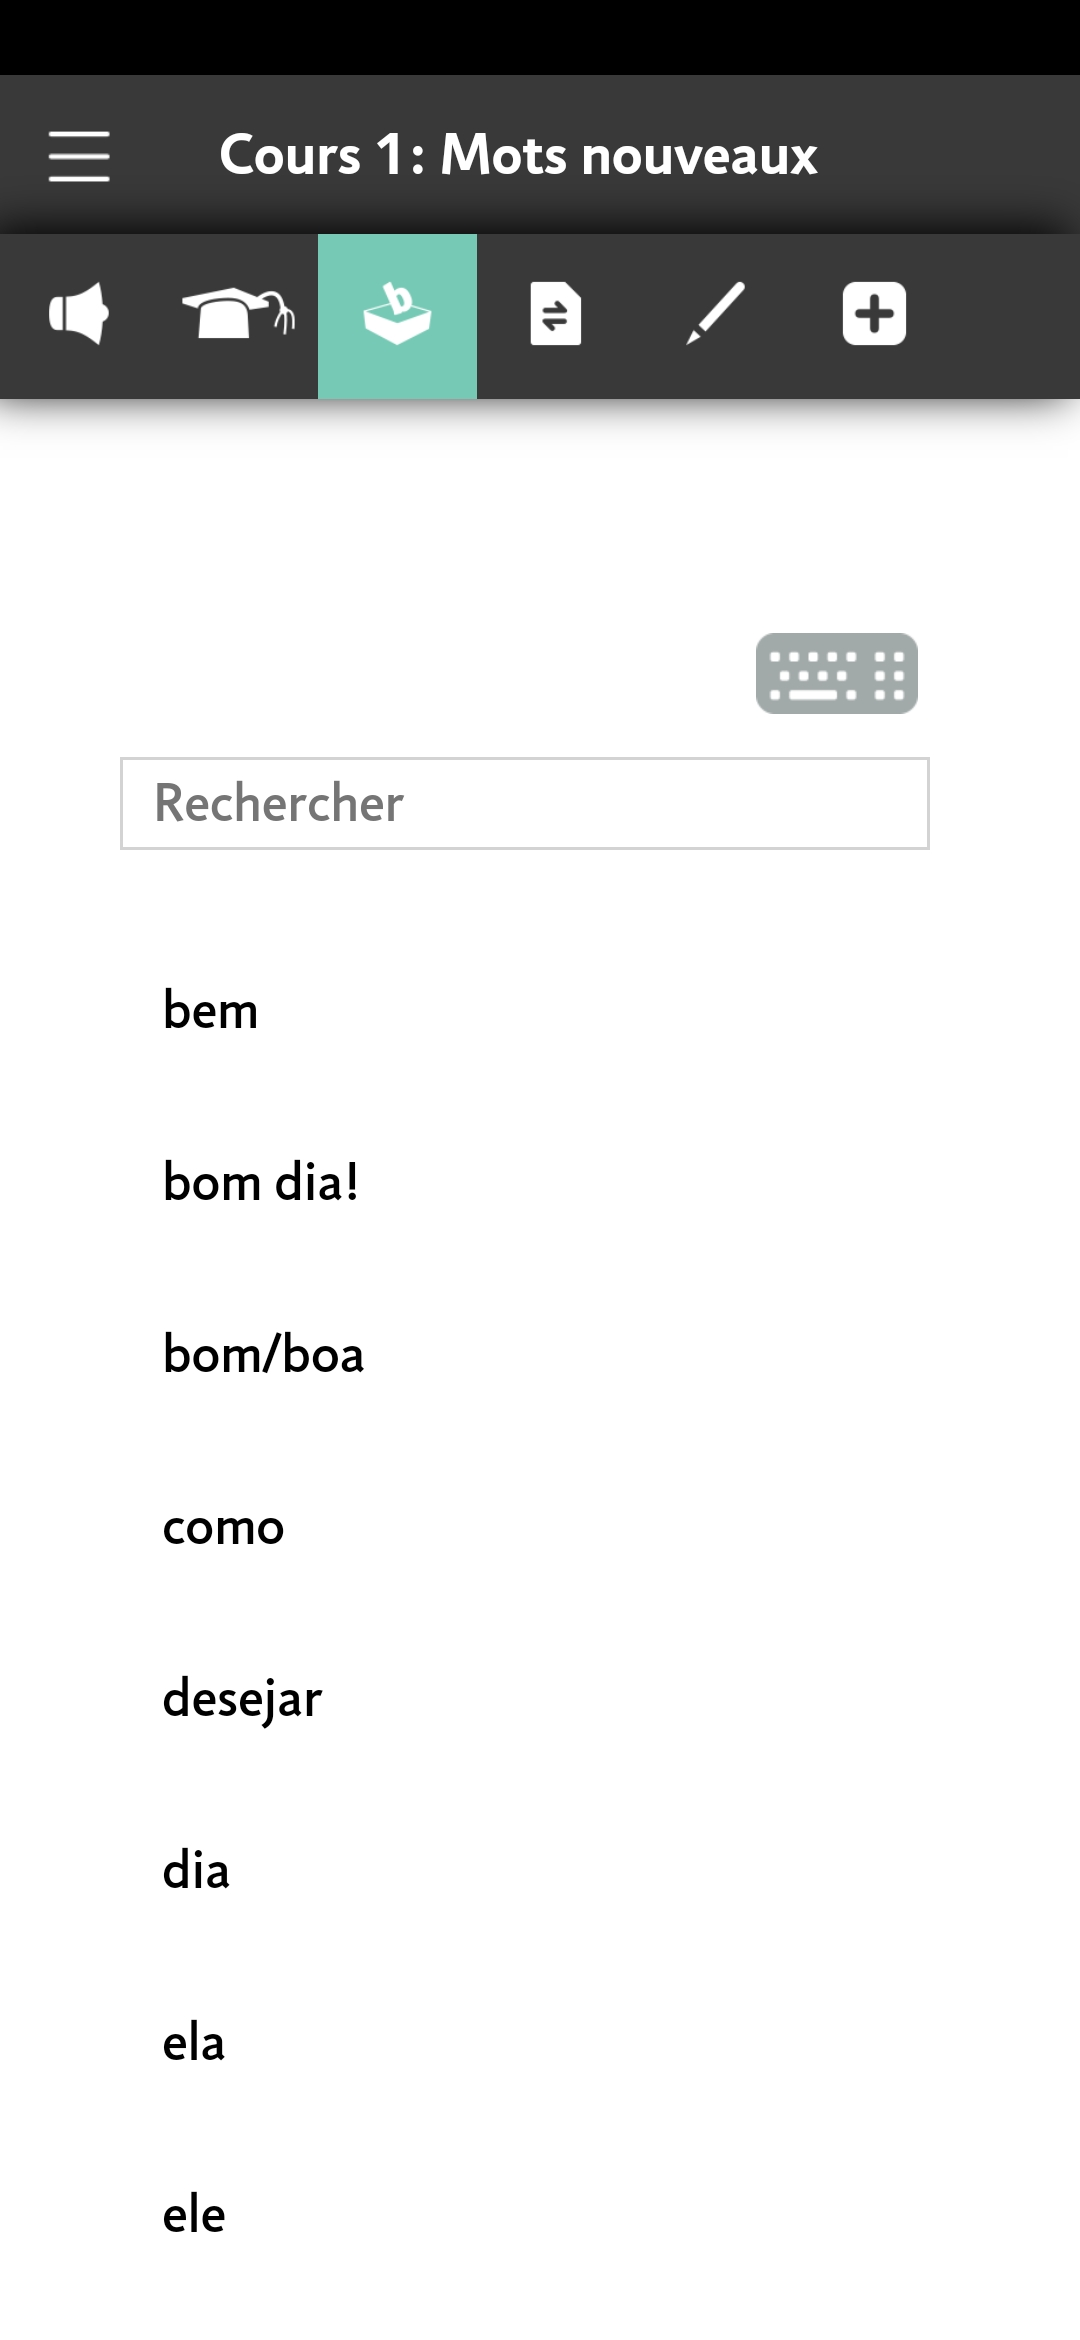 Cours 1: Mots nouveaux
Rechercher
bem
bom dia!
bom/boa
como
desejar
dia
ela
ele